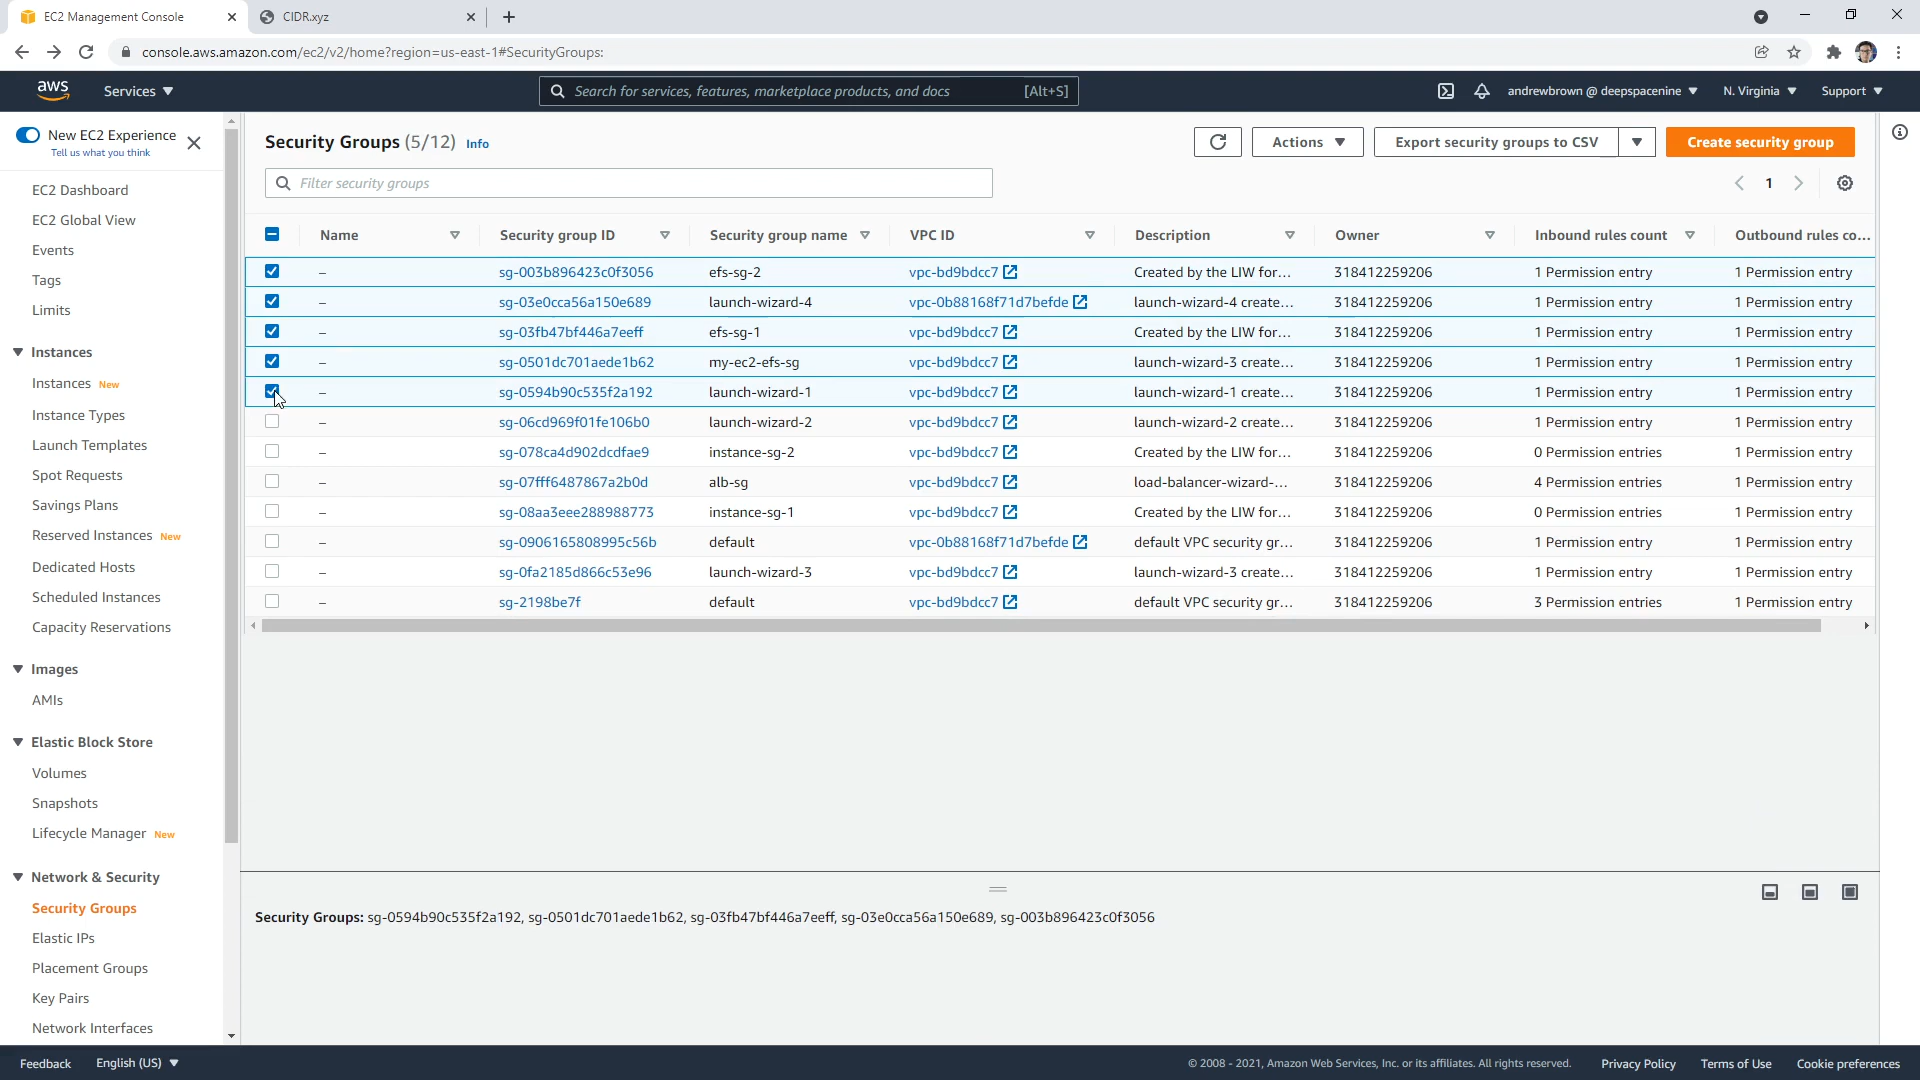 EC2 Management Console
CIDR.xyz
console.aws.amazon.com/ec2/v2/home?region=us-east-1#SecurityGroups:
aws
Services
Search for services, features, marketplace products, and docs [Alt+S]
andrewbrown @ deepspacenine
N. Virginia
Support
New EC2 Experience
Tell us what you think
EC2 Dashboard
EC2 Global View
Events
Tags
Limits
Instances
Instances New
Instance Types
Launch Templates
Spot Requests
Savings Plans
Reserved Instances New
Dedicated Hosts
Scheduled Instances
Capacity Reservations
Images
AMIs
Elastic Block Store
Volumes
Snapshots
Lifecycle Manager New
Network & Security
Security Groups
Elastic IPs
Placement Groups
Key Pairs
Network Interfaces
Security Groups (5/12) Info
Actions
Export security groups to CSV
Create security group
Filter security groups
1
Name Security group ID Security group name VPC ID Description Owner Inbound rules count Outbound rules co...
– sg-003b896423c0f3056 efs-sg-2 vpc-bd9bdcc7 Created by the LIW for... 318412259206 1 Permission entry 1 Permission entry
– sg-03e0cca56a150e689 launch-wizard-4 vpc-0b88168f71d7befde launch-wizard-4 create... 318412259206 1 Permission entry 1 Permission entry
– sg-03fb47bf446a7eeff efs-sg-1 vpc-bd9bdcc7 Created by the LIW for... 318412259206 1 Permission entry 1 Permission entry
– sg-0501dc701aede1b62 my-ec2-efs-sg vpc-bd9bdcc7 launch-wizard-3 create... 318412259206 1 Permission entry 1 Permission entry
– sg-0594b90c535f2a192 launch-wizard-1 vpc-bd9bdcc7 launch-wizard-1 create... 318412259206 1 Permission entry 1 Permission entry
– sg-06cd969f01fe106b0 launch-wizard-2 vpc-bd9bdcc7 launch-wizard-2 create... 318412259206 1 Permission entry 1 Permission entry
– sg-078ca4d902dcdfae9 instance-sg-2 vpc-bd9bdcc7 Created by the LIW for... 318412259206 0 Permission entries 1 Permission entry
– sg-07fff6487867a2b0d alb-sg vpc-bd9bdcc7 load-balancer-wizard-... 318412259206 4 Permission entries 1 Permission entry
– sg-08aa3eee288988773 instance-sg-1 vpc-bd9bdcc7 Created by the LIW for... 318412259206 0 Permission entries 1 Permission entry
– sg-0906165808995c56b default vpc-0b88168f71d7befde default VPC security gr... 318412259206 1 Permission entry 1 Permission entry
– sg-0fa2185d866c53e96 launch-wizard-3 vpc-bd9bdcc7 launch-wizard-3 create... 318412259206 1 Permission entry 1 Permission entry
– sg-2198be7f default vpc-bd9bdcc7 default VPC security gr... 318412259206 3 Permission entries 1 Permission entry
Security Groups: sg-0594b90c535f2a192, sg-0501dc701aede1b62, sg-03fb47bf446a7eeff, sg-03e0cca56a150e689, sg-003b896423c0f3056
Feedback
English (US)
© 2008 - 2021, Amazon Web Services, Inc. or its affiliates. All rights reserved.
Privacy Policy
Terms of Use
Cookie preferences